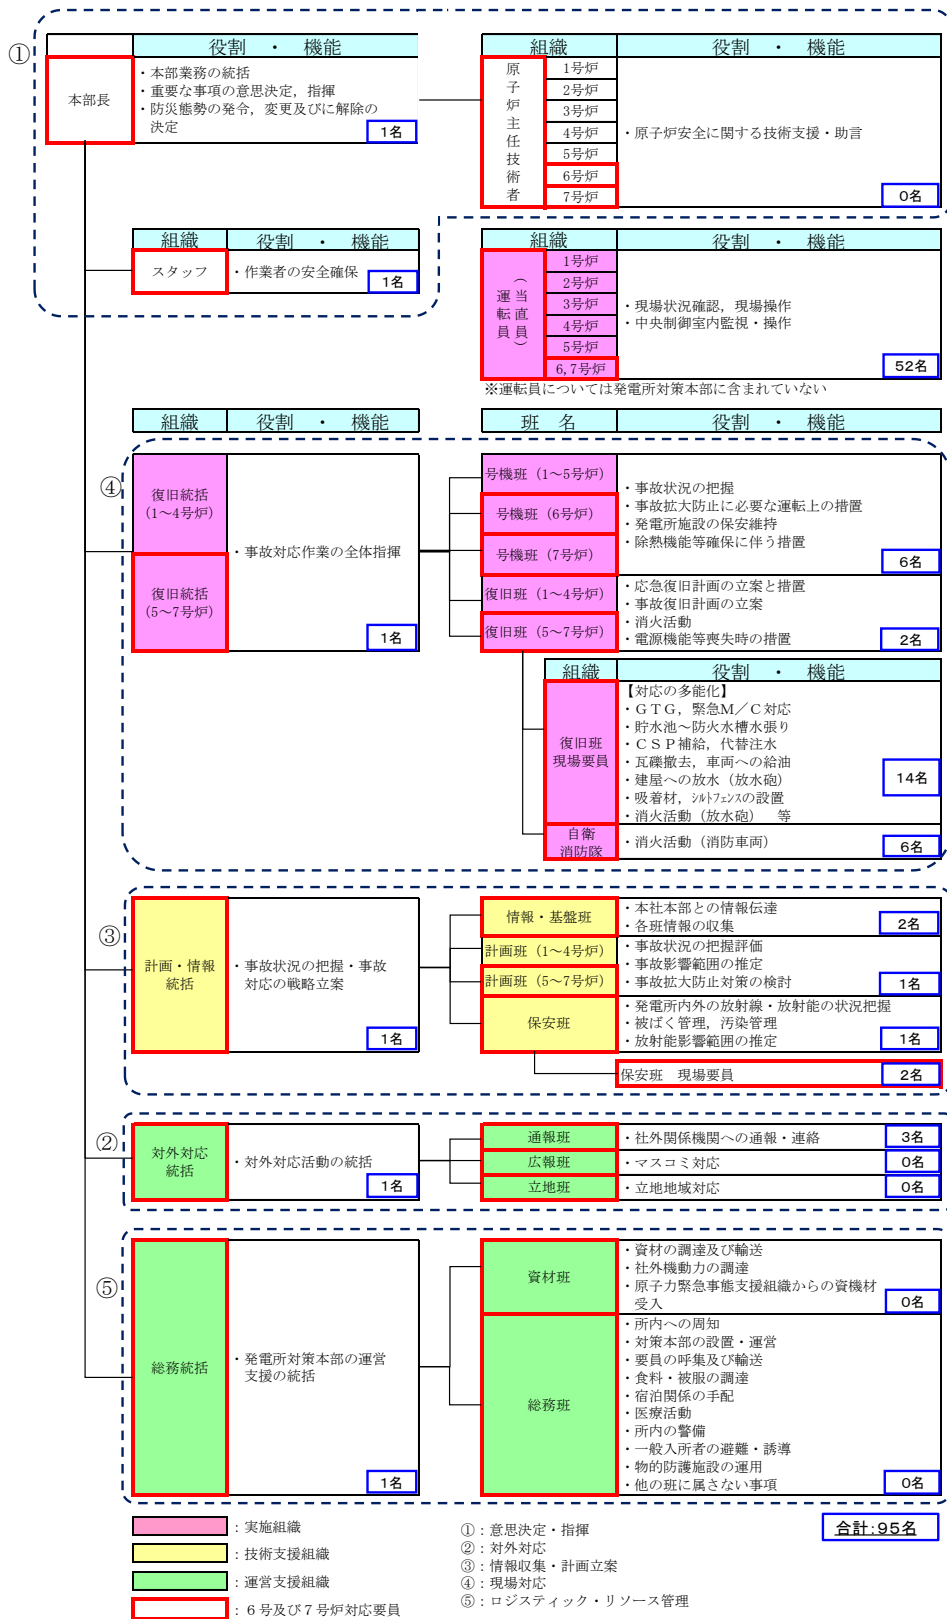 ①
役割 ・ 機能
本部長
・本部業務の統括
・重要な事項の意思決定，指揮
・防災態勢の発令，変更及びに解除の
決定
1名
組織
役割 ・ 機能
原子炉主任技術者
1号炉
2号炉
3号炉
4号炉
5号炉
6号炉
7号炉
・原子炉安全に関する技術支援・助言
0名
組織
役割 ・ 機能
スタッフ
・作業者の安全確保
1名
組織
役割 ・ 機能
運転員
（当直員）
1号炉
2号炉
3号炉
4号炉
5号炉
6,7号炉
・現場状況確認，現場操作
・中央制御室内監視・操作
52名
※運転員については発電所対策本部に含まれていない
組織
役割 ・ 機能
班 名
役割 ・ 機能
④
復旧統括
(1～4号炉)
復旧統括
(5～7号炉)
・事故対応作業の全体指揮
1名
号機班（1～5号炉）
号機班（6号炉）
号機班（7号炉）
・事故状況の把握
・事故拡大防止に必要な運転上の措置
・発電所施設の保安維持
・除熱機能等確保に伴う措置
6名
復旧班（1～4号炉）
復旧班（5～7号炉）
・応急復旧計画の立案と措置
・事故復旧計画の立案
・消火活動
・電源機能等喪失時の措置
2名
組織
役割 ・ 機能
復旧班
現場要員
【対応の多能化】
・ＧＴＧ，緊急Ｍ／Ｃ対応
・貯水池～防火水槽水張り
・ＣＳＰ補給，代替注水
・瓦礫撤去，車両への給油
・建屋への放水（放水砲）
・吸着材，ｼﾙﾄﾌｪﾝｽの設置
・消火活動（放水砲） 等
14名
自衛
消防隊
・消火活動（消防車両）
6名
③
計画・情報
統括
・事故状況の把握・事故
対応の戦略立案
1名
情報・基盤班
・本社本部との情報伝達
・各班情報の収集
2名
計画班（1～4号炉）
計画班（5～7号炉）
・事故状況の把握評価
・事故影響範囲の推定
・事故拡大防止対策の検討
1名
保安班
・発電所内外の放射線・放射能の状況把握
・被ばく管理，汚染管理
・放射能影響範囲の推定
1名
保安班 現場要員
2名
②
対外対応
統括
・対外対応活動の統括
1名
通報班
・社外関係機関への通報・連絡
3名
広報班
・マスコミ対応
0名
立地班
・立地地域対応
0名
⑤
総務統括
・発電所対策本部の運営
支援の統括
1名
資材班
・資材の調達及び輸送
・社外機動力の調達
・原子力緊急事態支援組織からの資機材
受入
0名
総務班
・所内への周知
・対策本部の設置・運営
・要員の呼集及び輸送
・食料・被服の調達
・宿泊関係の手配
・医療活動
・所内の警備
・一般入所者の避難・誘導
・物的防護施設の運用
・他の班に属さない事項
0名
：実施組織
：技術支援組織
：運営支援組織
：６号及び７号炉対応要員
①：意思決定・指揮
②：対外対応
③：情報収集・計画立案
④：現場対応
⑤：ロジスティック・リソース管理
合計:95名